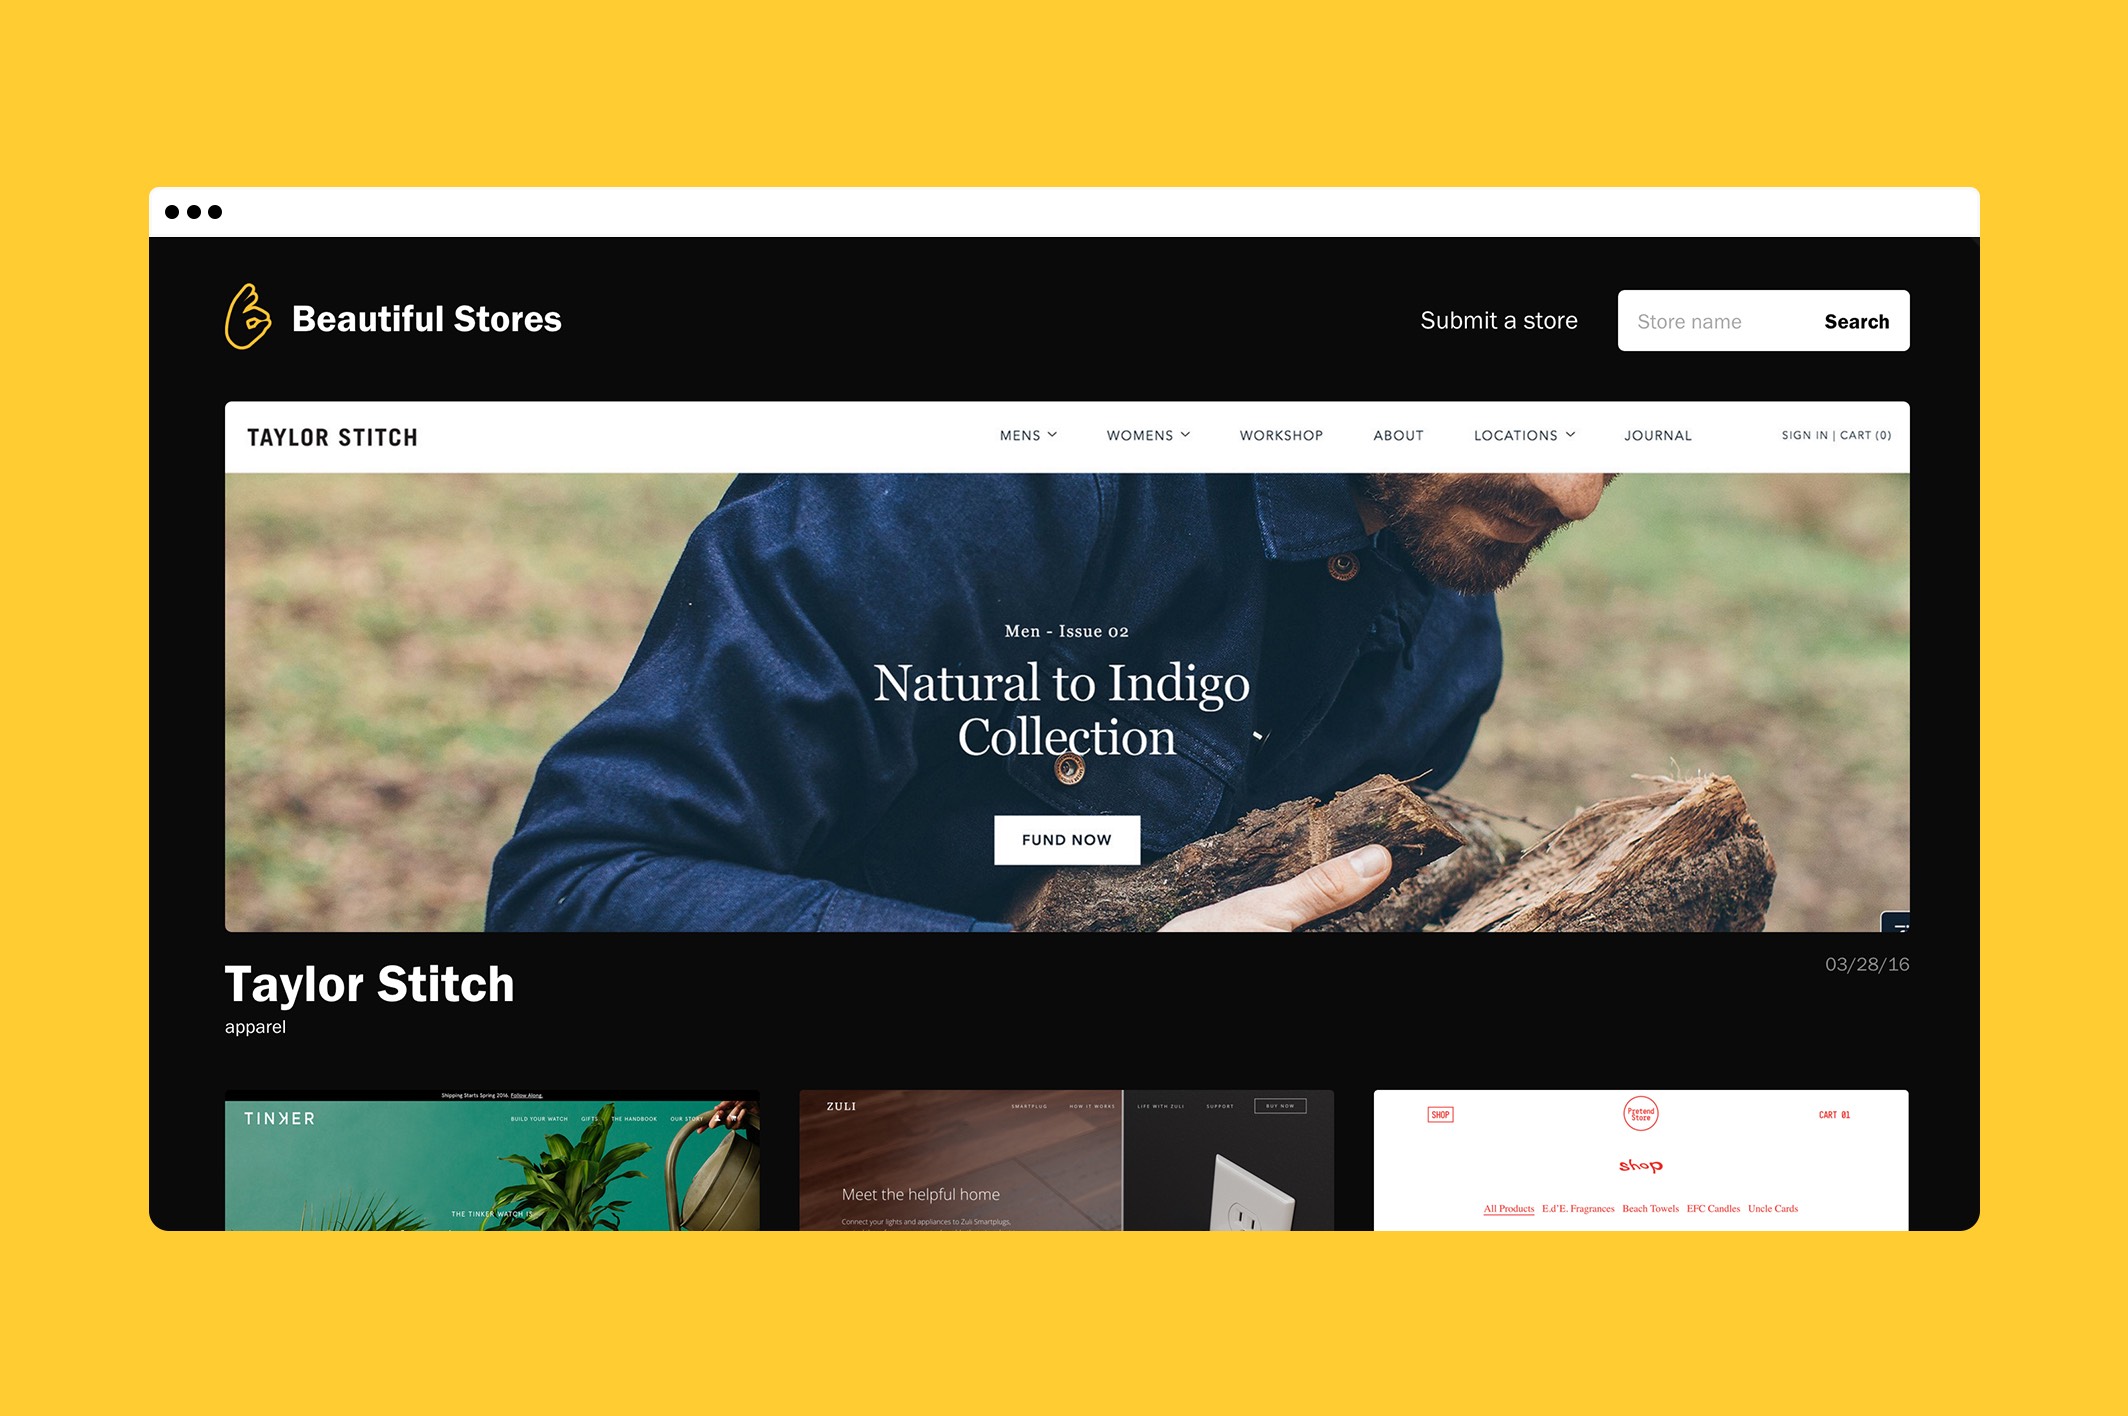 Beautiful Stores
Submit a store
Store name
Search
TAYLOR STITCH
MENS
WOMENS
WORKSHOP
ABOUT
LOCATIONS
JOURNAL
SIGN IN | CART (0)
Men - Issue 02
Natural to Indigo
Collection
FUND NOW
Taylor Stitch
03/28/16
apparel
Shipping Starts Spring 2016. Follow Along.
TINKER
BUILD YOUR WATCH
GIFTS
THE HANDBOOK
OUR STORY
THE TINKER WATCH IS
ZULI
SMARTPLUG
HOW IT WORKS
LIFE WITH ZULI
SUPPORT
BUY NOW
Meet the helpful home
Connect your lights and appliances to Zuli Smartplugs,
SHOP
Pretend
Store
CART 01
shop
All Products E.d'E. Fragrances Beach Towels EFC Candles Uncle Cards